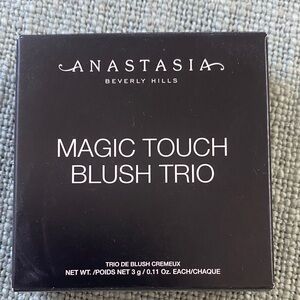 ANASTASIA
BEVERLY HILLS
MAGIC TOUCH
BLUSH TRIO
TRIO DE BLUSH CREMEUX
NET WT. /POIDS NET 3 g / 0.11 Oz. EACH/CHAQUE